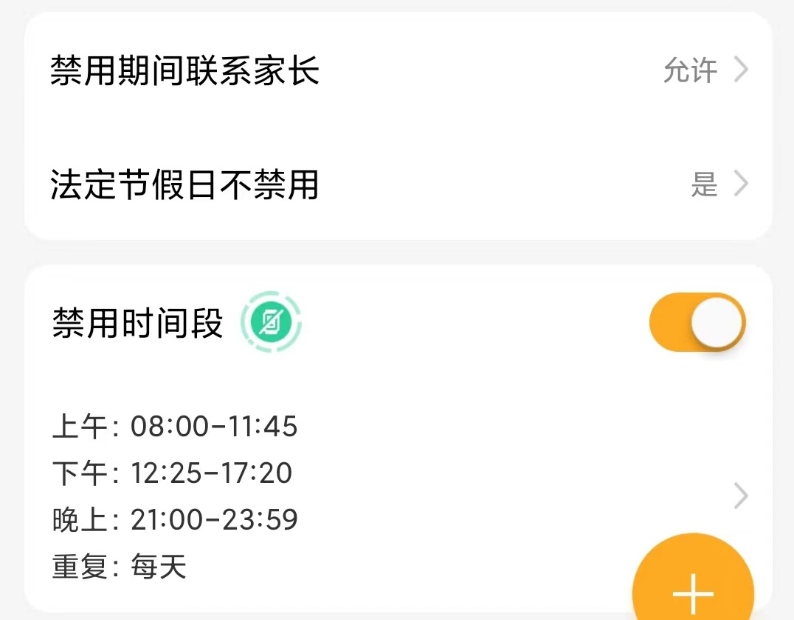 禁用期间联系家长 允许
法定节假日不禁用 是
禁用时间段
上午: 08:00-11:45
下午: 12:25-17:20
晚上: 21:00-23:59
重复: 每天